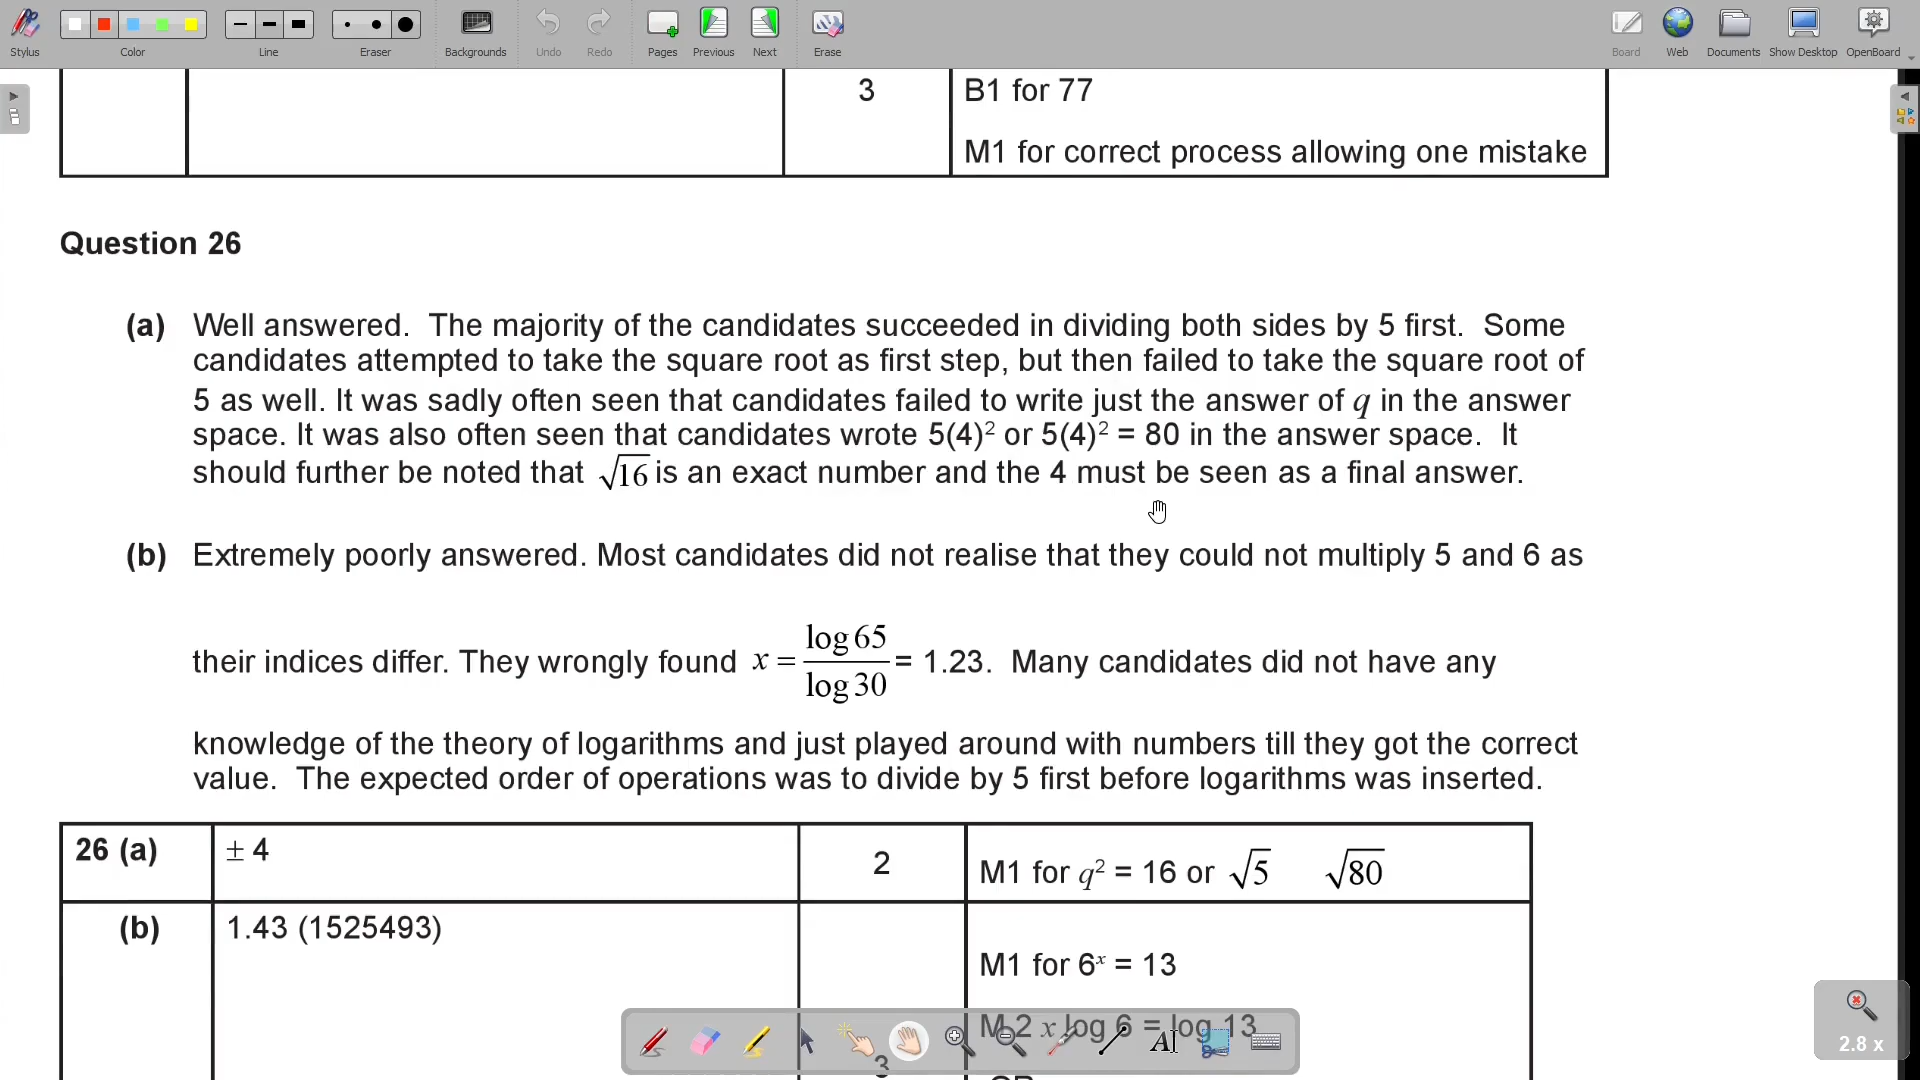 Stylus
Color
Line
Eraser
Backgrounds
Undo
Redo
Pages
Previous
Next
Erase
Board
Web
Documents
Show Desktop
OpenBoard
3
B1 for 77
M1 for correct process allowing one mistake
Question 26
(a) Well answered. The majority of the candidates succeeded in dividing both sides by 5 first. Some
candidates attempted to take the square root as first step, but then failed to take the square root of
5 as well. It was sadly often seen that candidates failed to write just the answer of q in the answer
space. It was also often seen that candidates wrote 5(4)² or 5(4)² = 80 in the answer space. It
should further be noted that √16 is an exact number and the 4 must be seen as a final answer.
(b) Extremely poorly answered. Most candidates did not realise that they could not multiply 5 and 6 as
their indices differ. They wrongly found x = log 65 / log 30 = 1.23. Many candidates did not have any
knowledge of the theory of logarithms and just played around with numbers till they got the correct
value. The expected order of operations was to divide by 5 first before logarithms was inserted.
26 (a)
± 4
2
M1 for q² = 16 or √5 √80
(b)
1.43 (1525493)
M1 for 6ˣ = 13
M 2 x log 6 = log 13
3
2.8 x